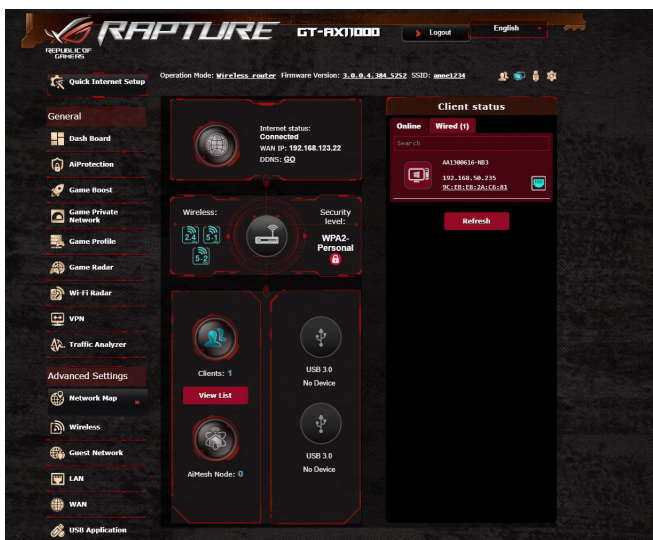 REPUBLIC OF
GAMERS
RAPTURE
GT-AX11000
Logout
English
Quick Internet Setup
Operation Mode: Wireless router Firmware Version: 3.0.0.4.384_5252 SSID: anne1234
General
Dash Board
AiProtection
Game Boost
Game Private
Network
Game Profile
Game Radar
Wi-Fi Radar
VPN
Traffic Analyzer
Advanced Settings
Network Map
Wireless
Guest Network
LAN
WAN
USB Application
Internet status:
Connected
WAN IP: 192.168.123.22
DDNS: GO
Wireless:
2.4
5-1
5-2
Security
level:
WPA2-
Personal
Clients: 1
View List
AiMesh Node: 0
USB 3.0
No Device
USB 3.0
No Device
Client status
Online
Wired (1)
Search
AA1300616-NB3
192.168.50.235
9C:EB:E8:2A:C6:81
Refresh